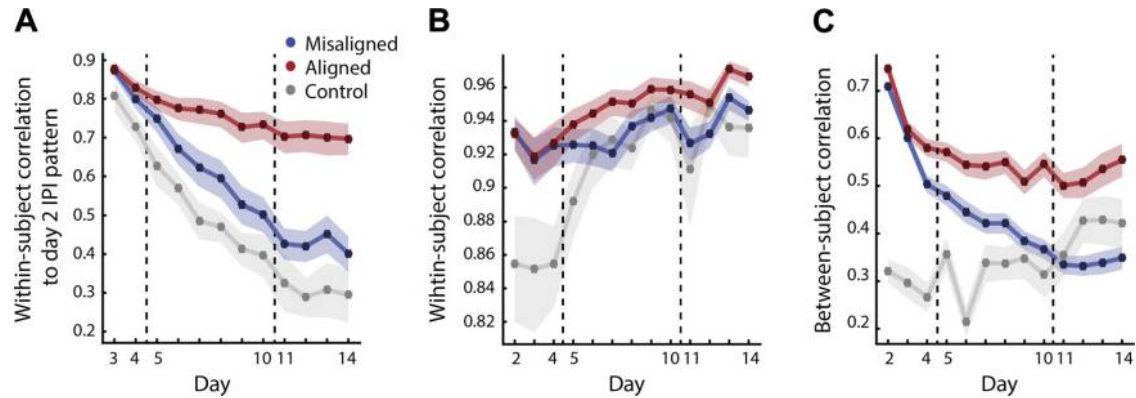 A
Within-subject correlation
to day 2 IPI pattern
0.9
0.8
0.7
0.6
0.5
0.4
0.3
0.2
3 4 5 10 11 14
Day
Misaligned
Aligned
Control
B
Wihtin-subject correlation
0.96
0.94
0.92
0.9
0.88
0.86
0.84
0.82
2 4 5 10 11 14
Day
C
Between-subject correlation
0.7
0.6
0.5
0.4
0.3
0.2
2 4 5 10 11 14
Day